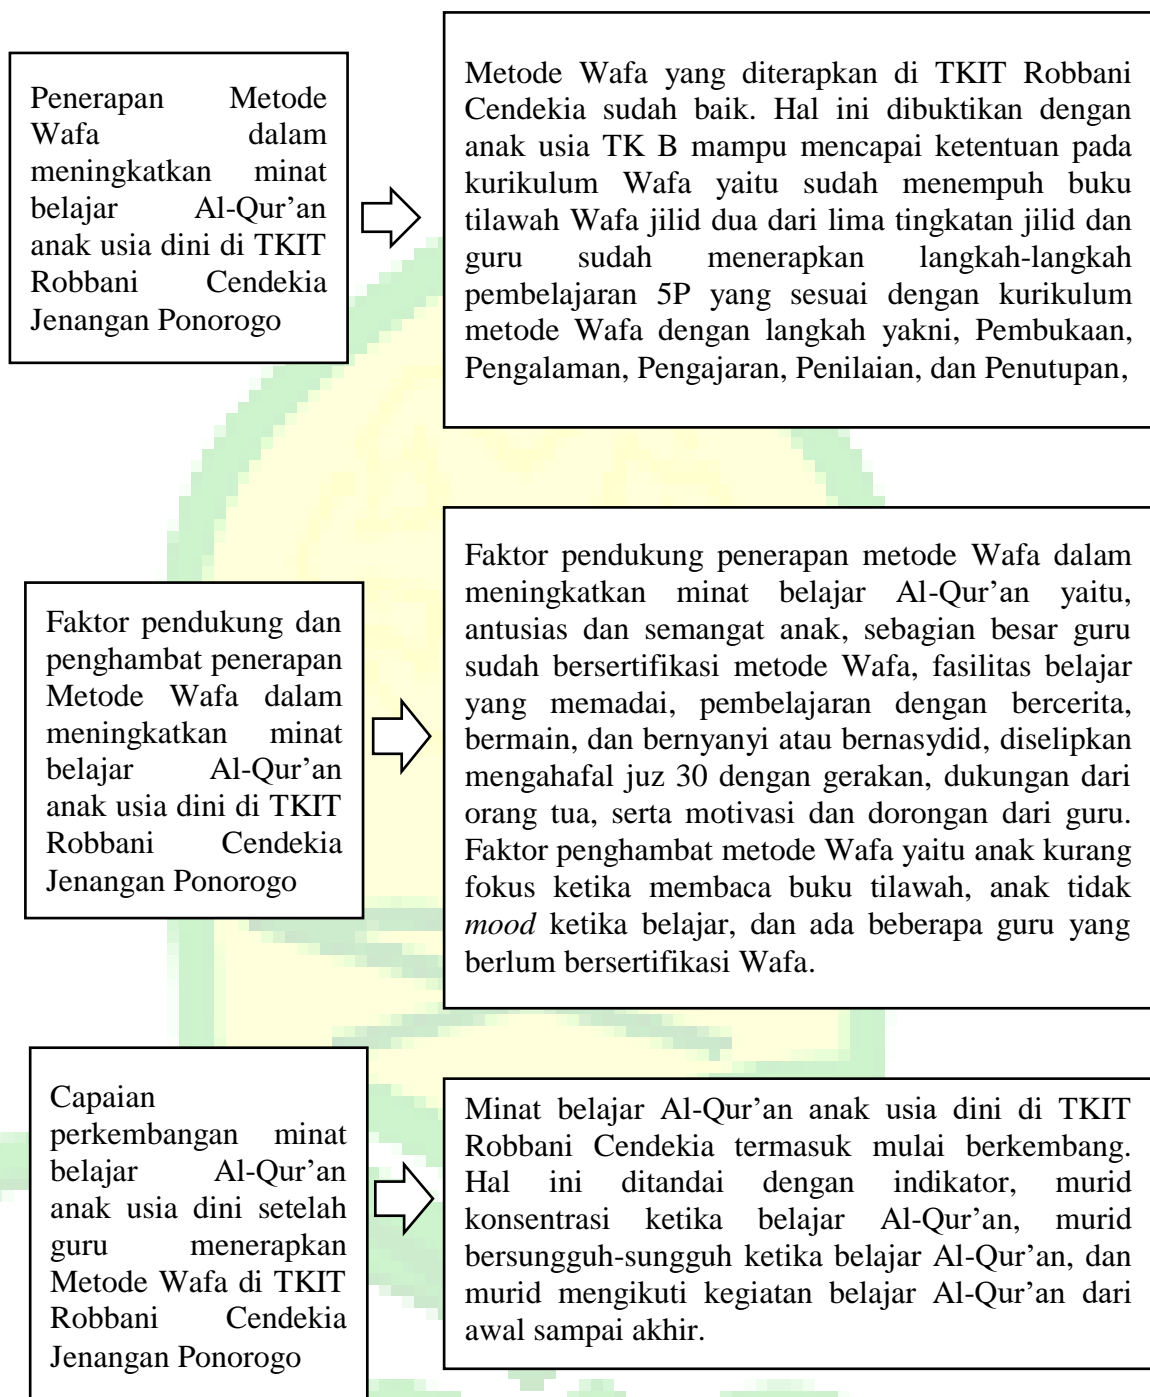 Penerapan Metode
Wafa dalam
meningkatkan minat
belajar Al-Qur’an
anak usia dini di TKIT
Robbani Cendekia
Jenangan Ponorogo
Metode Wafa yang diterapkan di TKIT Robbani
Cendekia sudah baik. Hal ini dibuktikan dengan
anak usia TK B mampu mencapai ketentuan pada
kurikulum Wafa yaitu sudah menempuh buku
tilawah Wafa jilid dua dari lima tingkatan jilid dan
guru sudah menerapkan langkah-langkah
pembelajaran 5P yang sesuai dengan kurikulum
metode Wafa dengan langkah yakni, Pembukaan,
Pengalaman, Pengajaran, Penilaian, dan Penutupan,
Faktor pendukung dan
penghambat penerapan
Metode Wafa dalam
meningkatkan minat
belajar Al-Qur’an
anak usia dini di TKIT
Robbani Cendekia
Jenangan Ponorogo
Faktor pendukung penerapan metode Wafa dalam
meningkatkan minat belajar Al-Qur’an yaitu,
antusias dan semangat anak, sebagian besar guru
sudah bersertifikasi metode Wafa, fasilitas belajar
yang memadai, pembelajaran dengan bercerita,
bermain, dan bernyanyi atau bernasydid, diselipkan
mengahafal juz 30 dengan gerakan, dukungan dari
orang tua, serta motivasi dan dorongan dari guru.
Faktor penghambat metode Wafa yaitu anak kurang
fokus ketika membaca buku tilawah, anak tidak
mood ketika belajar, dan ada beberapa guru yang
berlum bersertifikasi Wafa.
Capaian
perkembangan minat
belajar Al-Qur’an
anak usia dini setelah
guru menerapkan
Metode Wafa di TKIT
Robbani Cendekia
Jenangan Ponorogo
Minat belajar Al-Qur’an anak usia dini di TKIT
Robbani Cendekia termasuk mulai berkembang.
Hal ini ditandai dengan indikator, murid
konsentrasi ketika belajar Al-Qur’an, murid
bersungguh-sungguh ketika belajar Al-Qur’an, dan
murid mengikuti kegiatan belajar Al-Qur’an dari
awal sampai akhir.